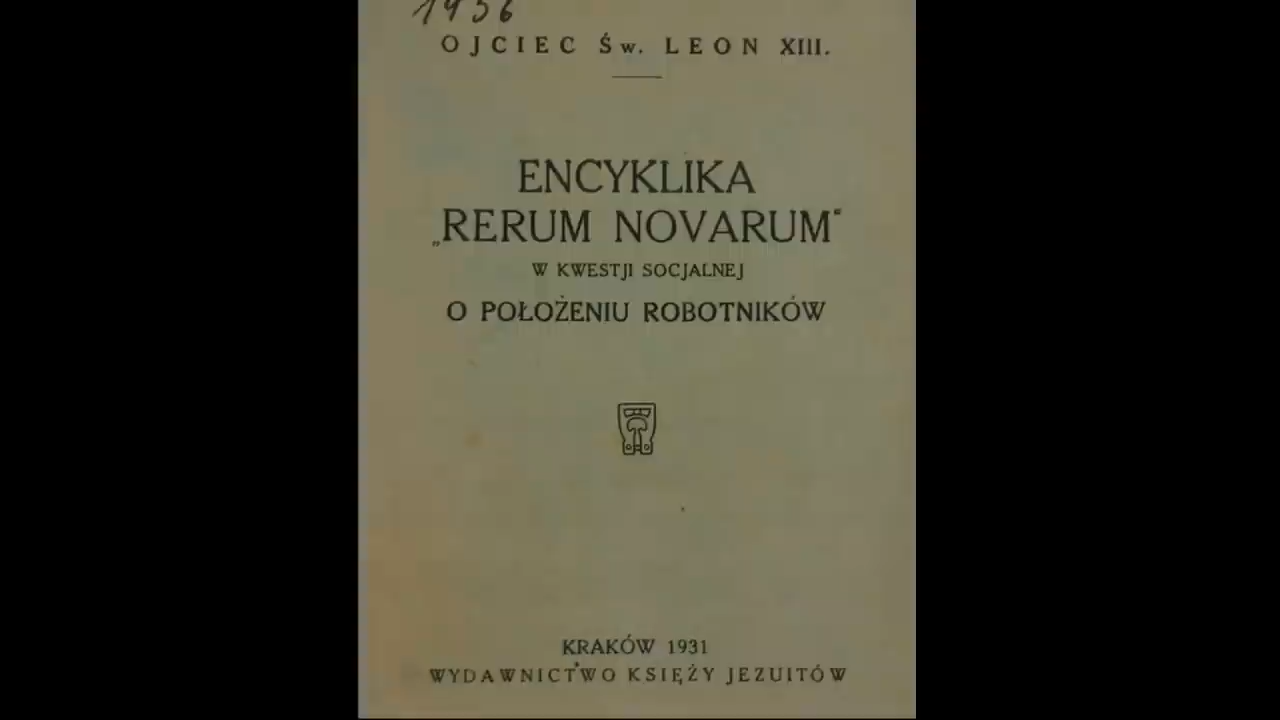 1936
OJCIEC Św. LEON XIII.
ENCYKLIKA
„RERUM NOVARUM“
W KWESTJI SOCJALNEJ
O POŁOŻENIU ROBOTNIKÓW
KRAKÓW 1931
WYDAWNICTWO KSIĘŻY JEZUITÓW